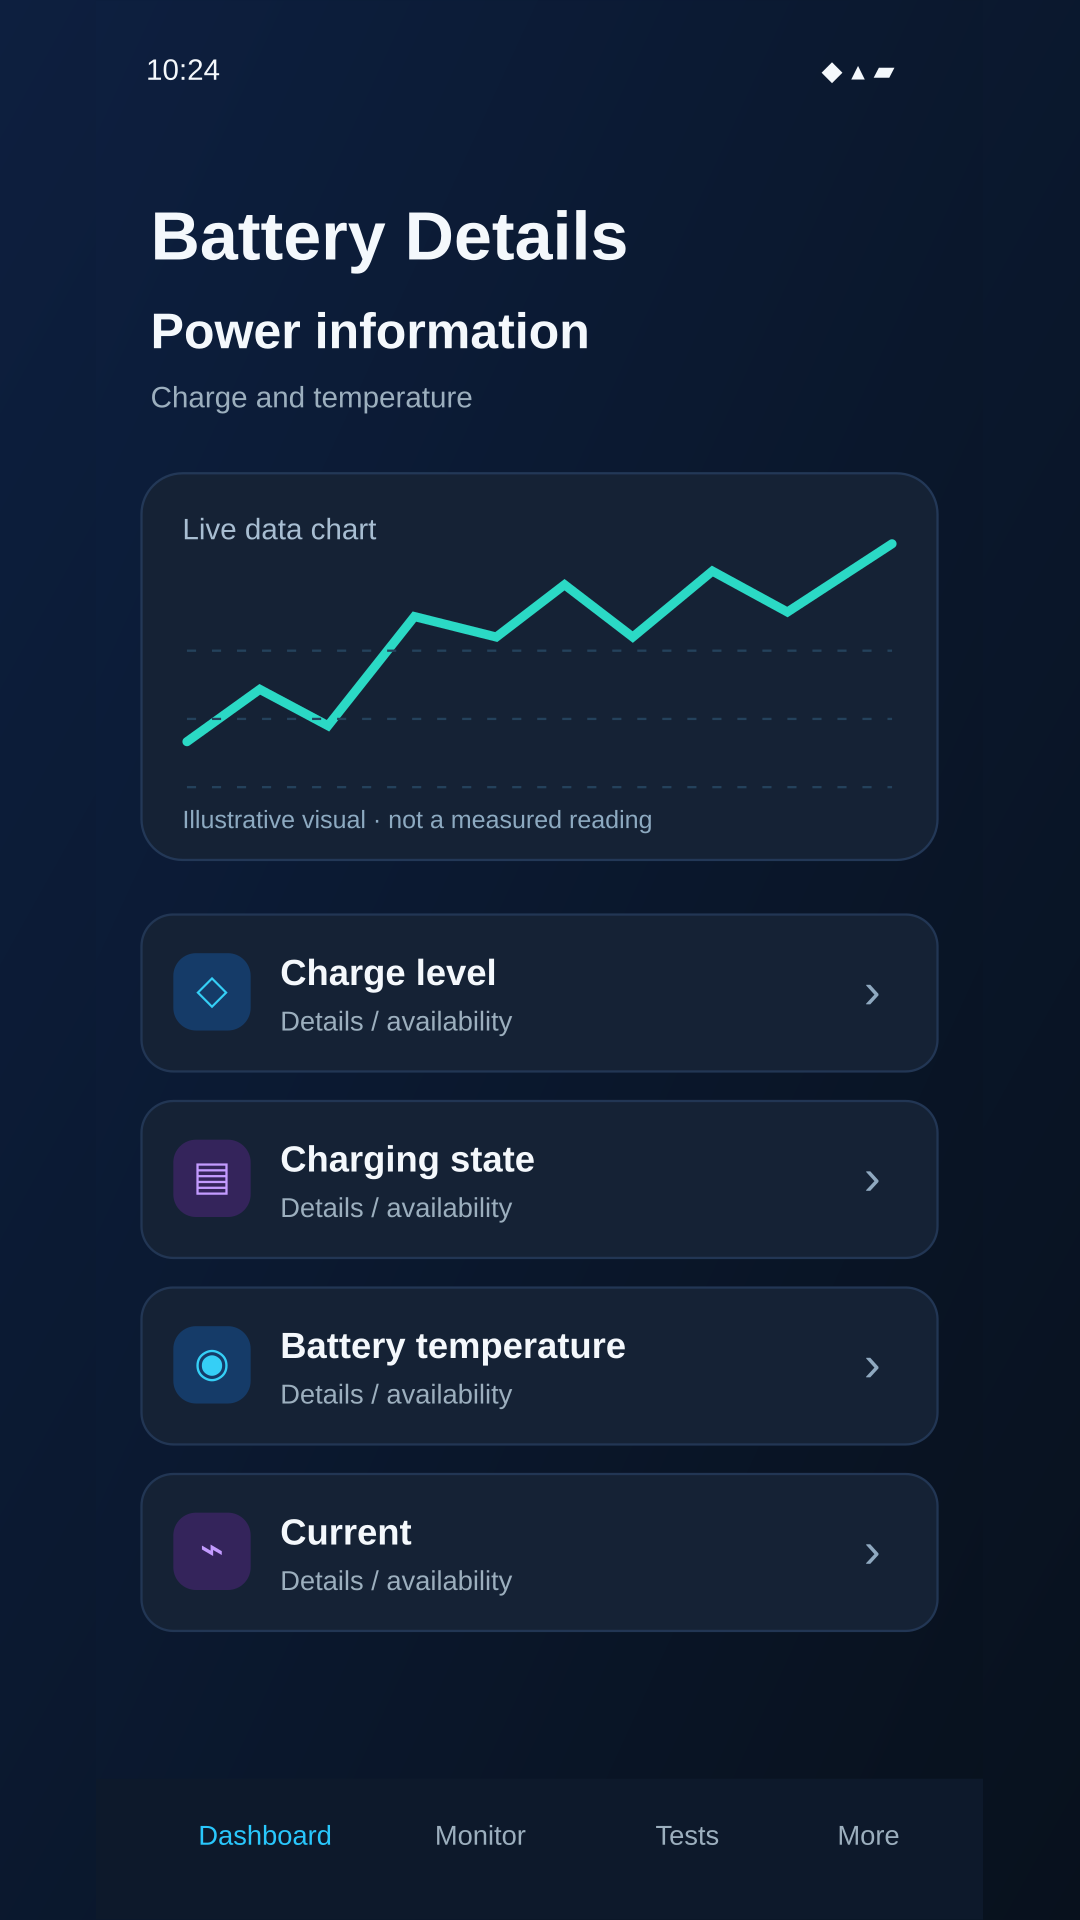 10:24
Battery Details
Power information
Charge and temperature
Live data chart
Illustrative visual · not a measured reading
Charge level
Details / availability
Charging state
Details / availability
Battery temperature
Details / availability
Current
Details / availability
Dashboard Monitor Tests More